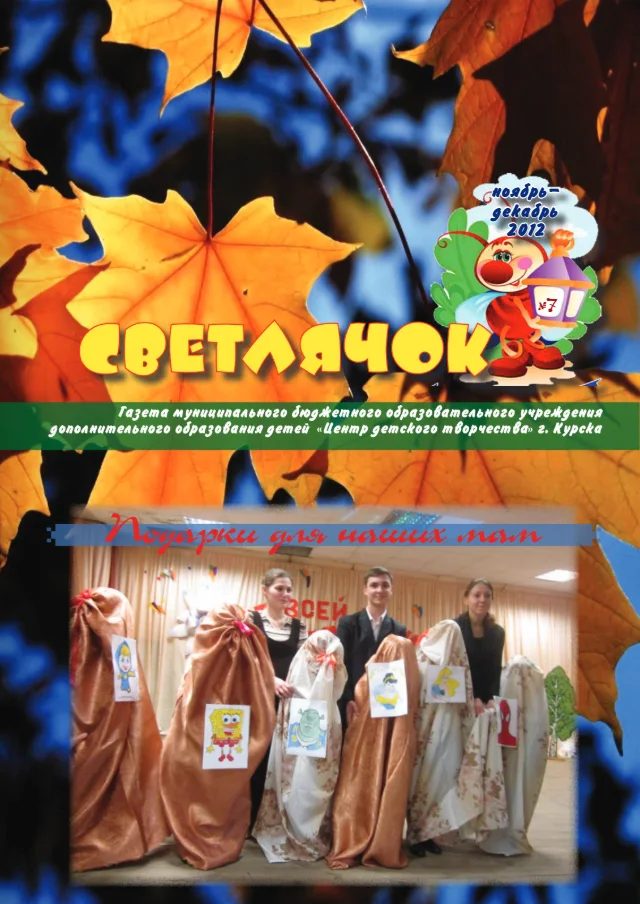 ноябрь-
декабрь
2012
№7
СВЕТЛЯЧОК
Газета муниципального бюджетного образовательного учреждения
дополнительного образования детей «Центр детского творчества» г. Курска
Подарки для наших мам